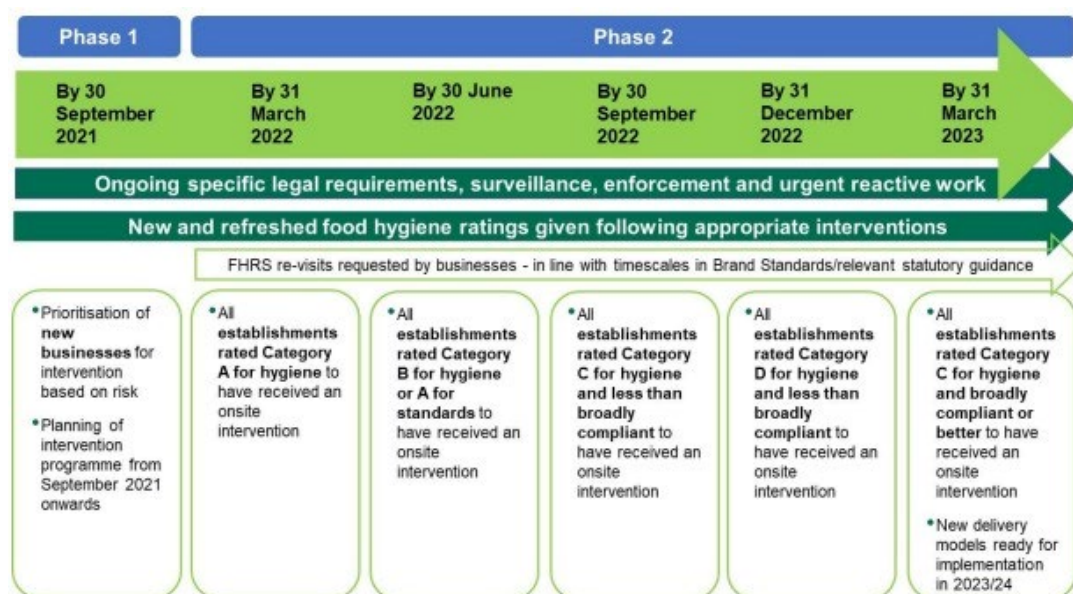 Phase 1
Phase 2
By 30
September
2021
By 31
March
2022
By 30 June
2022
By 30
September
2022
By 31
December
2022
By 31
March
2023
Ongoing specific legal requirements, surveillance, enforcement and urgent reactive work
New and refreshed food hygiene ratings given following appropriate interventions
FHRS re-visits requested by businesses - in line with timescales in Brand Standards/relevant statutory guidance
•Prioritisation of
new
businesses for
intervention
based on risk
•Planning of
intervention
programme from
September 2021
onwards
•All
establishments
rated Category
A for hygiene to
have received an
onsite
intervention
•All
establishments
rated Category
B for hygiene
or A for
standards to
have received an
onsite
intervention
•All
establishments
rated Category
C for hygiene
and less than
broadly
compliant to
have received an
onsite
intervention
•All
establishments
rated Category
D for hygiene
and less than
broadly
compliant to
have received an
onsite
intervention
•All
establishments
rated Category
C for hygiene
and broadly
compliant or
better to have
received an
onsite
intervention
•New delivery
models ready for
implementation
in 2023/24